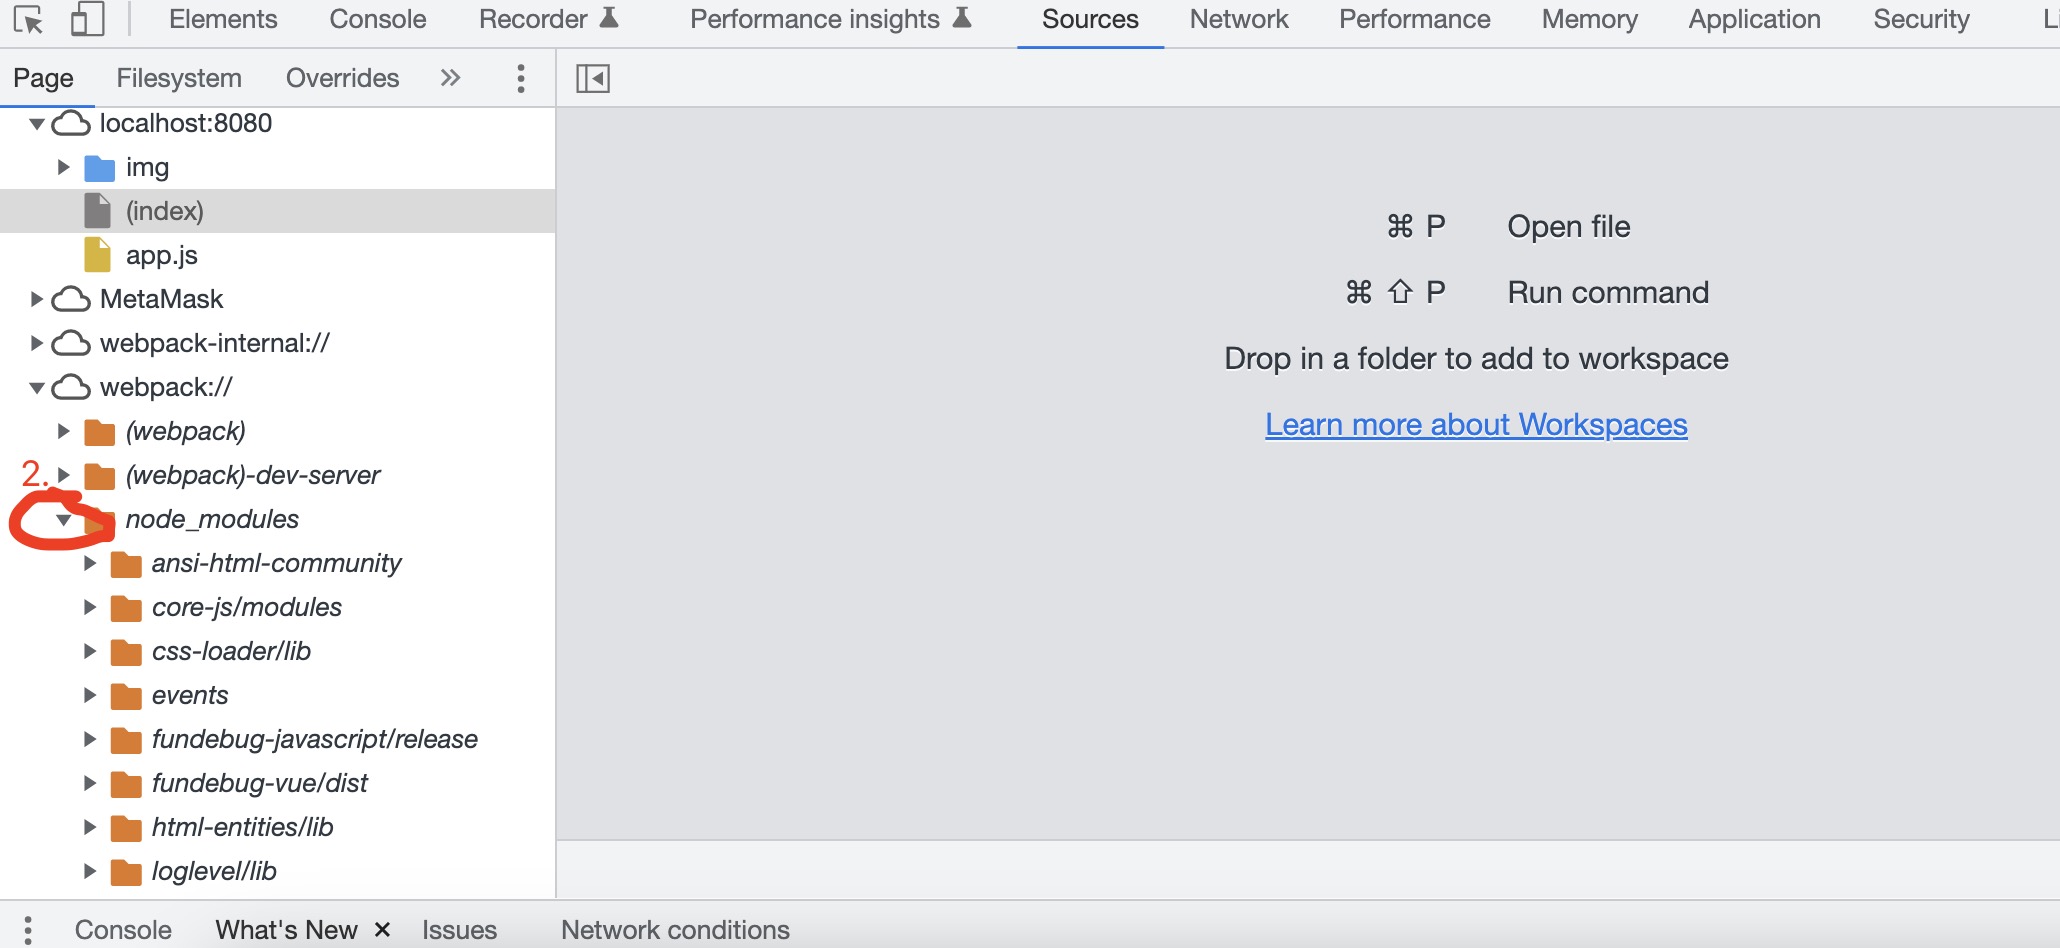 Elements Console Recorder Performance insights Sources Network Performance Memory Application Security
Page Filesystem Overrides »
localhost:8080
img
(index)
app.js
MetaMask
webpack-internal://
webpack://
(webpack)
2. (webpack)-dev-server
node_modules
ansi-html-community
core-js/modules
css-loader/lib
events
fundebug-javascript/release
fundebug-vue/dist
html-entities/lib
loglevel/lib
⌘ P Open file
⌘ ⇧ P Run command
Drop in a folder to add to workspace
Learn more about Workspaces
Console What's New × Issues Network conditions